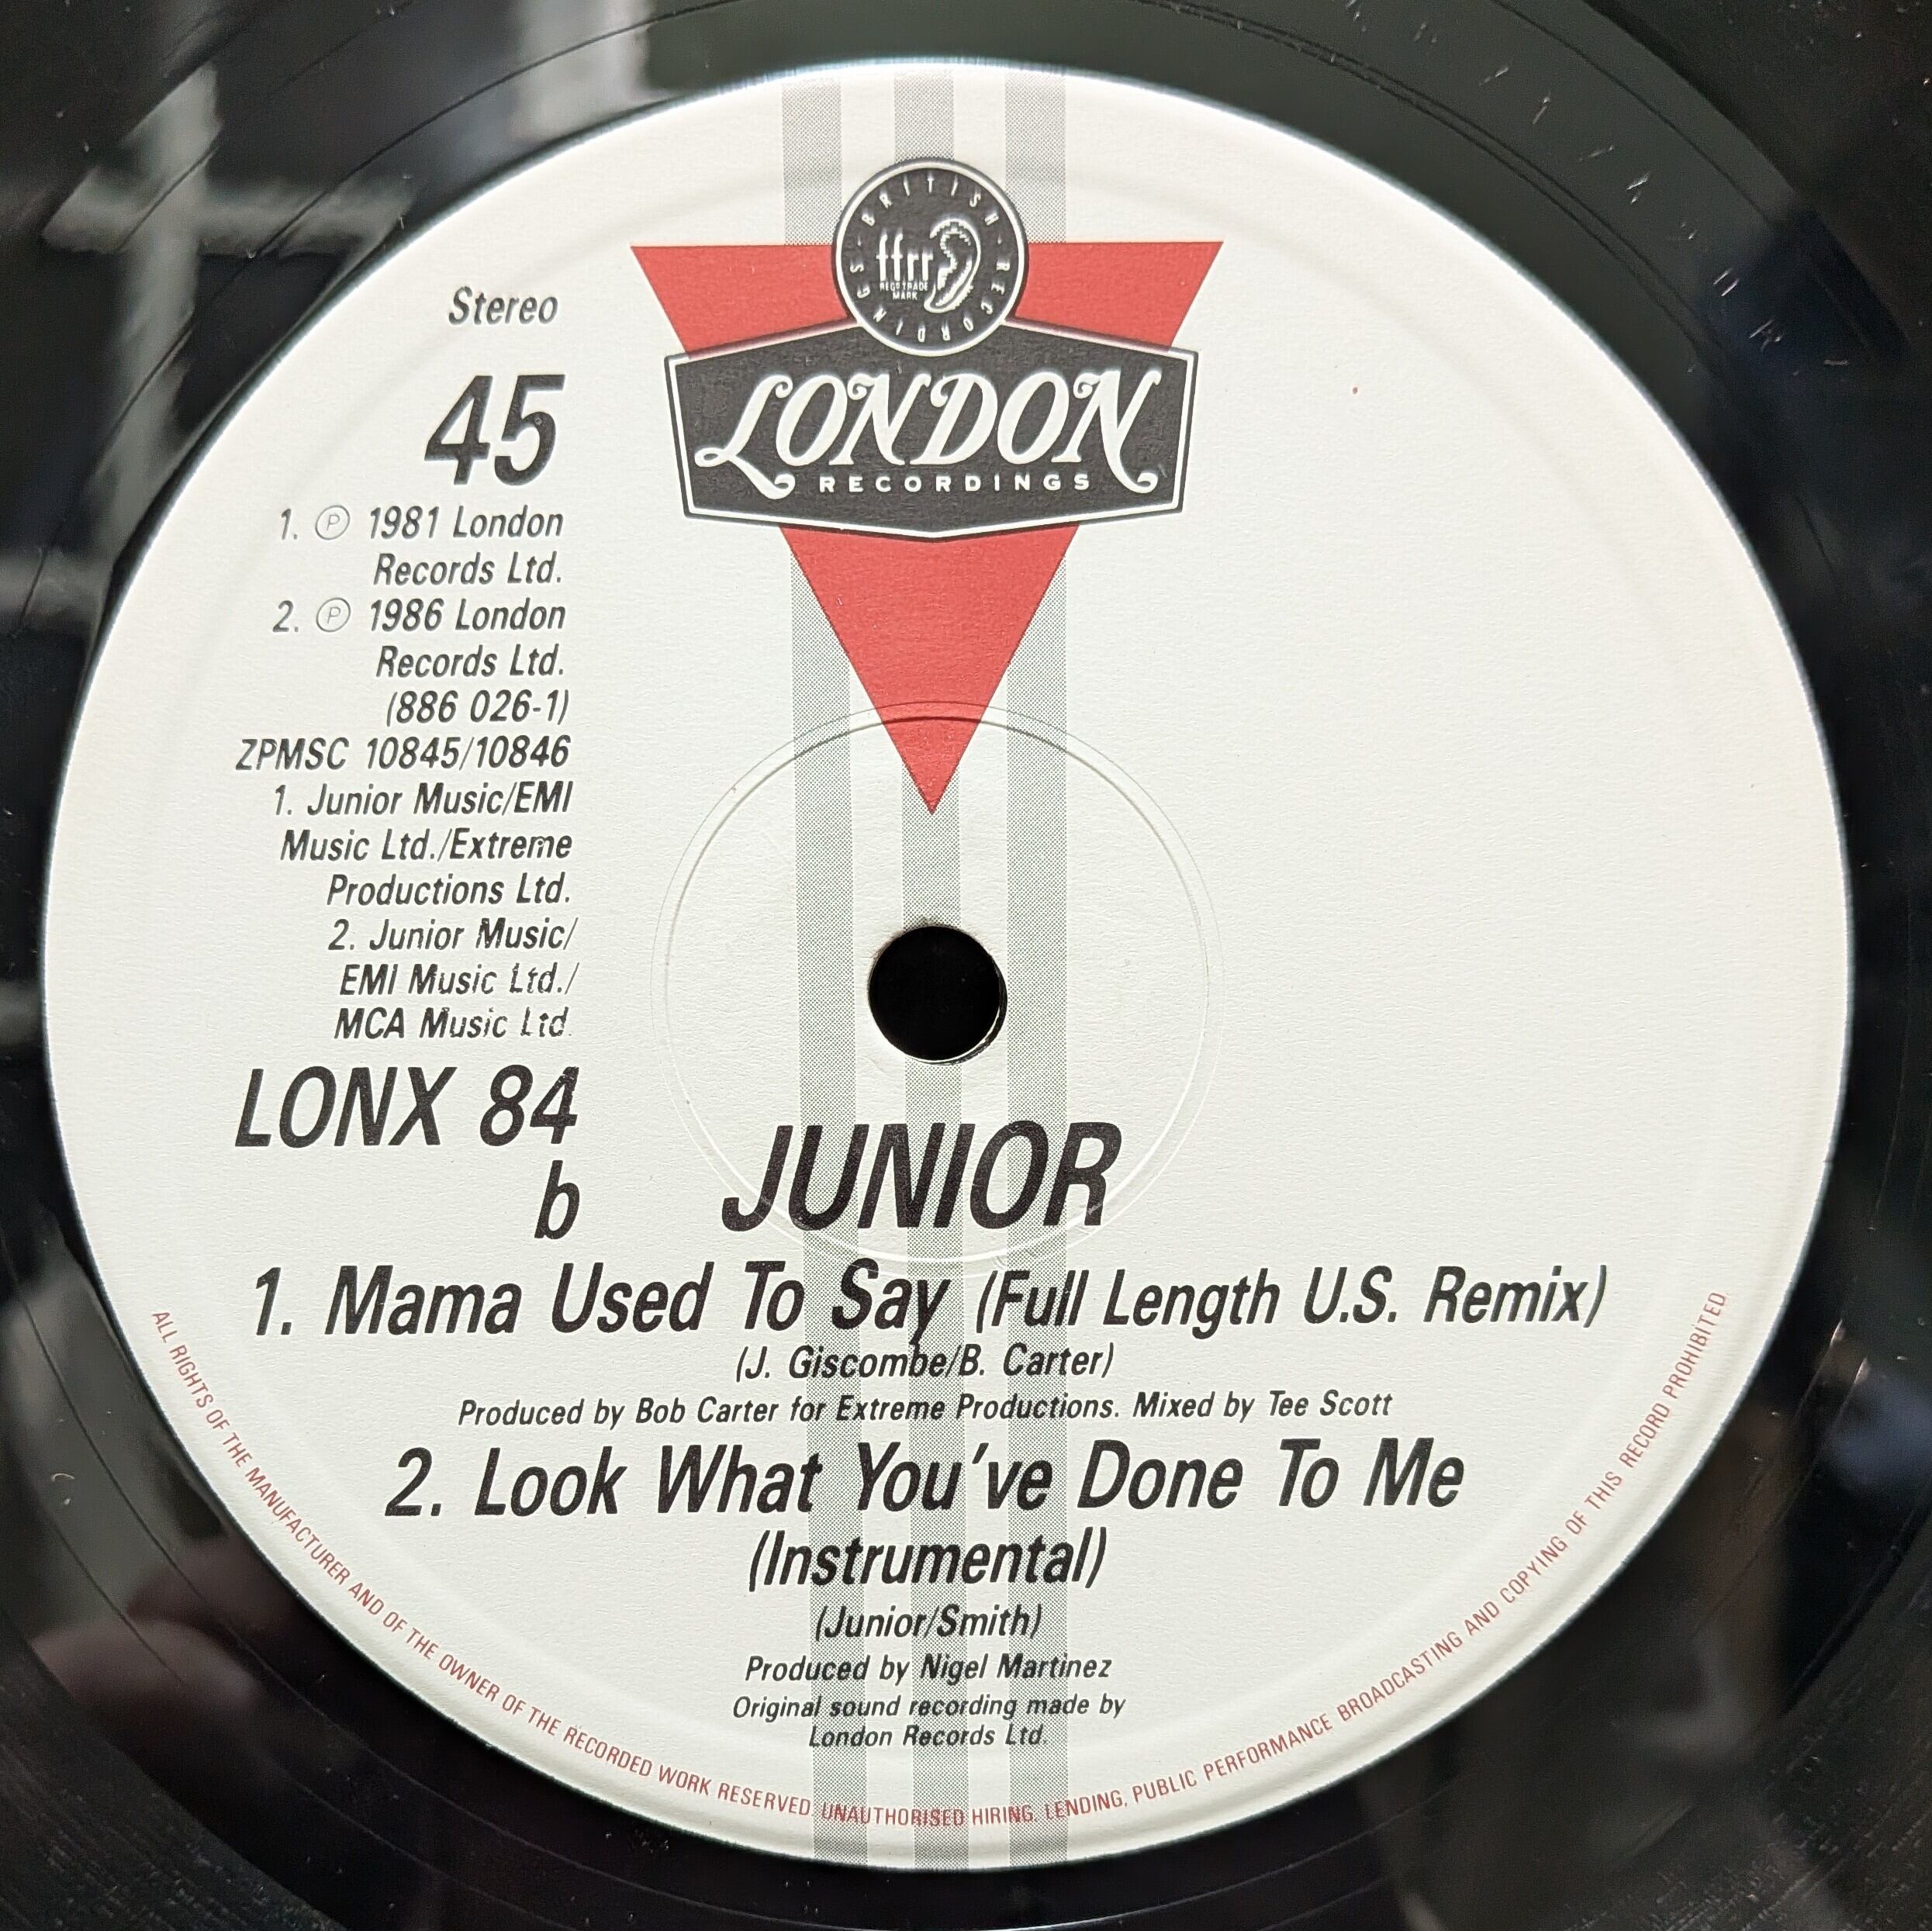 BRITISH · RECORDINGS ·
ffrr
REGD TRADE
MARK
LONDON
RECORDINGS
Stereo
45
1. ℗ 1981 London
Records Ltd.
2. ℗ 1986 London
Records Ltd.
(886 026-1)
ZPMSC 10845/10846
1. Junior Music/EMI
Music Ltd./Extreme
Productions Ltd.
2. Junior Music/
EMI Music Ltd./
MCA Music Ltd.
LONX 84
b
JUNIOR
1. Mama Used To Say (Full Length U.S. Remix)
(J. Giscombe/B. Carter)
Produced by Bob Carter for Extreme Productions. Mixed by Tee Scott
2. Look What You've Done To Me
(Instrumental)
(Junior/Smith)
Produced by Nigel Martinez
Original sound recording made by
London Records Ltd.
ALL RIGHTS OF THE MANUFACTURER AND OF THE OWNER OF THE RECORDED WORK RESERVED. UNAUTHORISED HIRING, LENDING, PUBLIC PERFORMANCE BROADCASTING AND COPYING OF THIS RECORD PROHIBITED